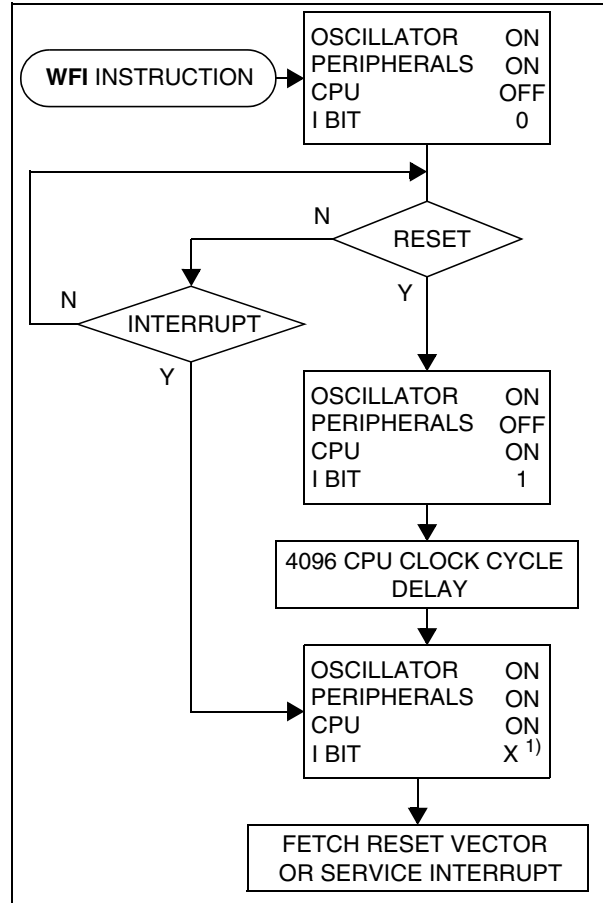 WFI INSTRUCTION
OSCILLATOR ON
PERIPHERALS ON
CPU OFF
I BIT 0
N
RESET
Y
N
INTERRUPT
Y
OSCILLATOR ON
PERIPHERALS OFF
CPU ON
I BIT 1
4096 CPU CLOCK CYCLE
DELAY
OSCILLATOR ON
PERIPHERALS ON
CPU ON
I BIT X 1)
FETCH RESET VECTOR
OR SERVICE INTERRUPT